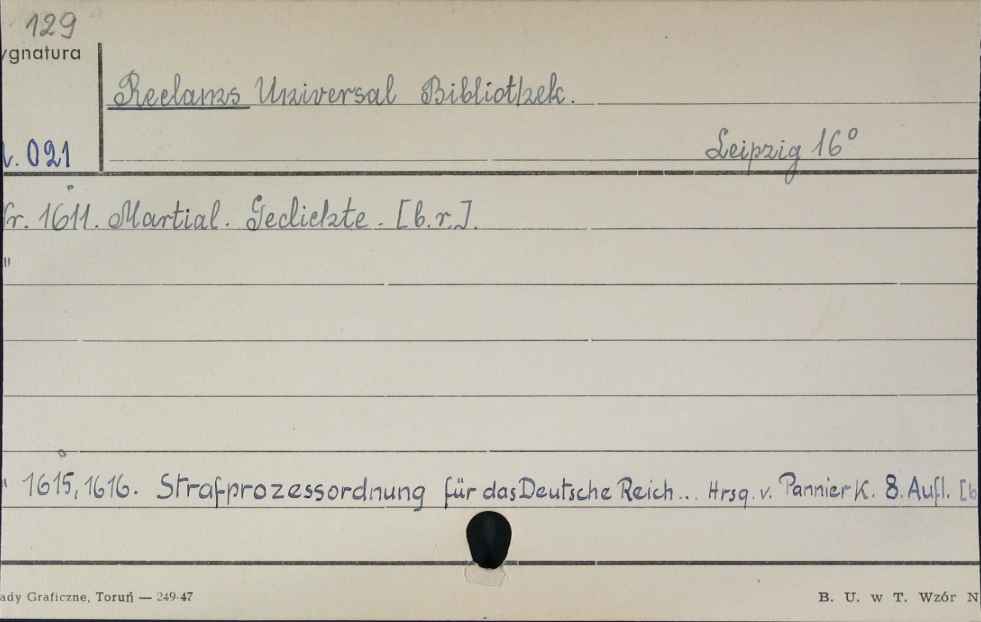 129
ygnatura
Reclams Universal Bibliothek.
. 021
Leipzig 16°
r. 1611. Martial. Gedichte. [b.r.].
"
" 1615, 1616. Strafprozessordnung für das Deutsche Reich... Hrsg. v. Pannier K. 8. Aufl. [b
ady Graficzne, Toruń — 249-47
B. U. w T. Wzór N